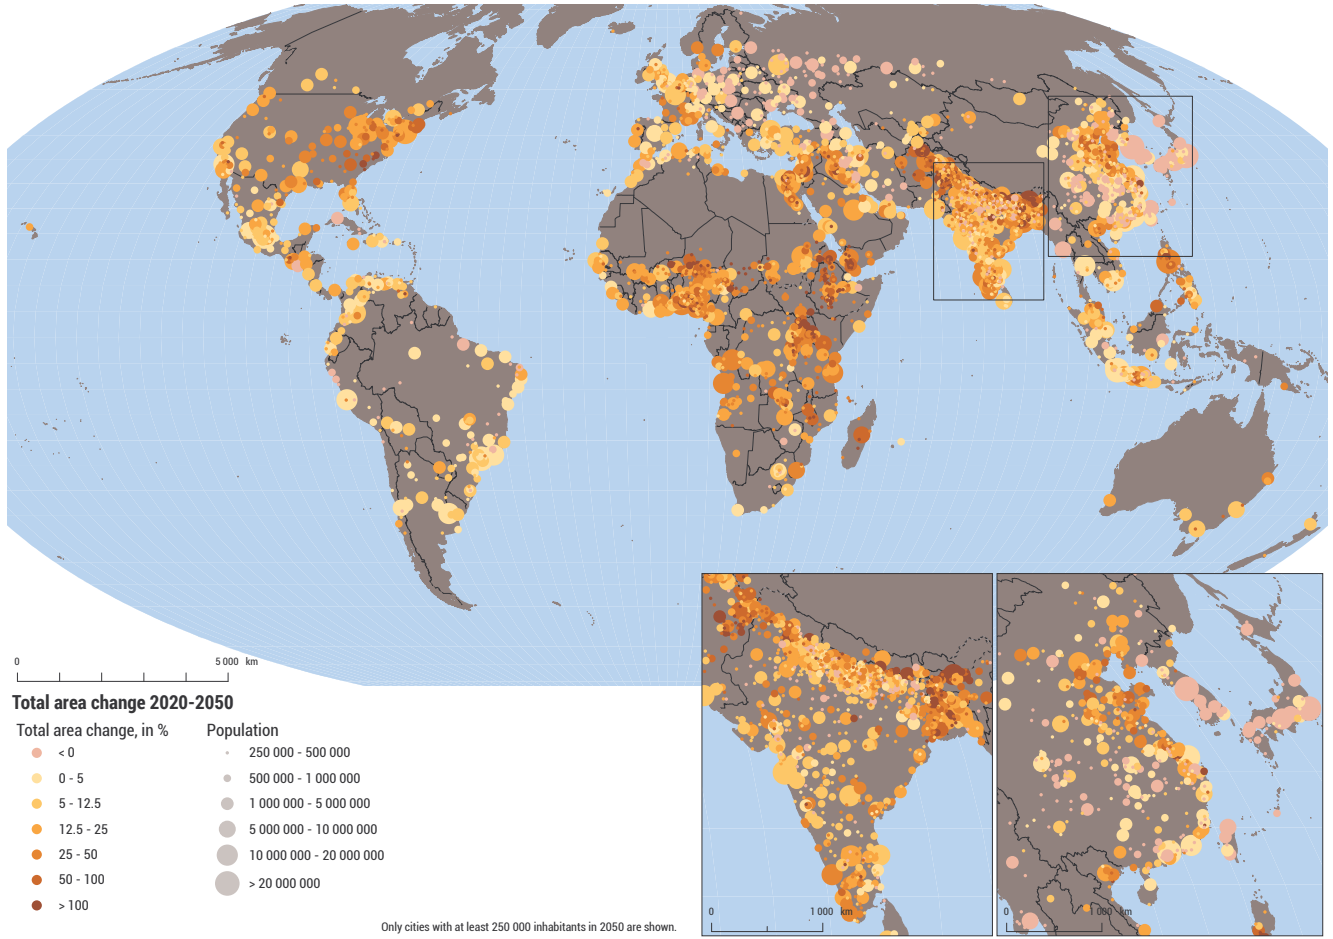 0 5 000 km
Total area change 2020-2050
Total area change, in %
< 0
0 - 5
5 - 12.5
12.5 - 25
25 - 50
50 - 100
> 100
Population
250 000 - 500 000
500 000 - 1 000 000
1 000 000 - 5 000 000
5 000 000 - 10 000 000
10 000 000 - 20 000 000
> 20 000 000
Only cities with at least 250 000 inhabitants in 2050 are shown.
0 1 000 km
0 1 000 km